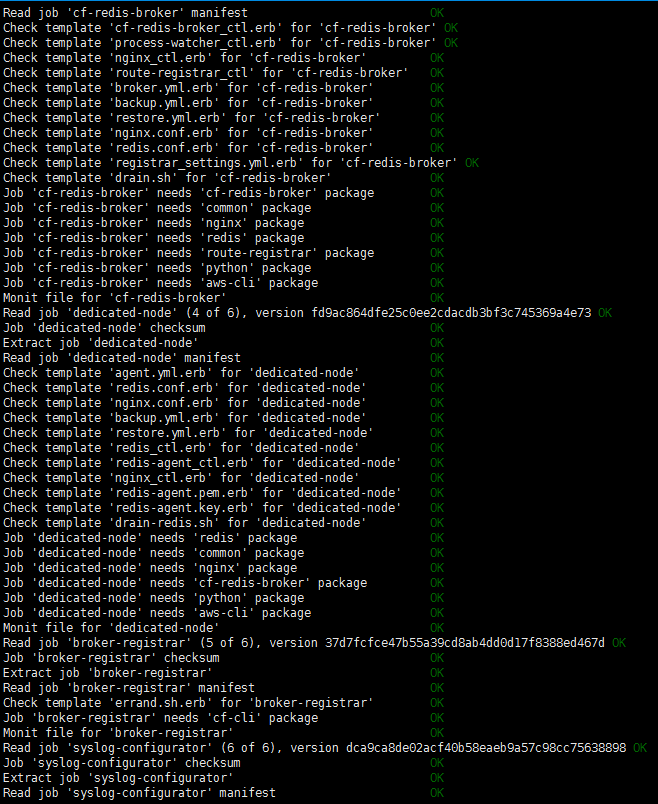 Read job 'cf-redis-broker' manifest OK
Check template 'cf-redis-broker_ctl.erb' for 'cf-redis-broker' OK
Check template 'process-watcher_ctl.erb' for 'cf-redis-broker' OK
Check template 'nginx_ctl.erb' for 'cf-redis-broker' OK
Check template 'route-registrar_ctl' for 'cf-redis-broker' OK
Check template 'broker.yml.erb' for 'cf-redis-broker' OK
Check template 'backup.yml.erb' for 'cf-redis-broker' OK
Check template 'restore.yml.erb' for 'cf-redis-broker' OK
Check template 'nginx.conf.erb' for 'cf-redis-broker' OK
Check template 'redis.conf.erb' for 'cf-redis-broker' OK
Check template 'registrar_settings.yml.erb' for 'cf-redis-broker' OK
Check template 'drain.sh' for 'cf-redis-broker' OK
Job 'cf-redis-broker' needs 'cf-redis-broker' package OK
Job 'cf-redis-broker' needs 'common' package OK
Job 'cf-redis-broker' needs 'nginx' package OK
Job 'cf-redis-broker' needs 'redis' package OK
Job 'cf-redis-broker' needs 'route-registrar' package OK
Job 'cf-redis-broker' needs 'python' package OK
Job 'cf-redis-broker' needs 'aws-cli' package OK
Monit file for 'cf-redis-broker' OK
Read job 'dedicated-node' (4 of 6), version fd9ac864dfe25c0ee2cdacdb3bf3c745369a4e73 OK
Job 'dedicated-node' checksum OK
Extract job 'dedicated-node' OK
Read job 'dedicated-node' manifest OK
Check template 'agent.yml.erb' for 'dedicated-node' OK
Check template 'redis.conf.erb' for 'dedicated-node' OK
Check template 'nginx.conf.erb' for 'dedicated-node' OK
Check template 'backup.yml.erb' for 'dedicated-node' OK
Check template 'restore.yml.erb' for 'dedicated-node' OK
Check template 'redis_ctl.erb' for 'dedicated-node' OK
Check template 'redis-agent_ctl.erb' for 'dedicated-node' OK
Check template 'nginx_ctl.erb' for 'dedicated-node' OK
Check template 'redis-agent.pem.erb' for 'dedicated-node' OK
Check template 'redis-agent.key.erb' for 'dedicated-node' OK
Check template 'drain-redis.sh' for 'dedicated-node' OK
Job 'dedicated-node' needs 'redis' package OK
Job 'dedicated-node' needs 'common' package OK
Job 'dedicated-node' needs 'nginx' package OK
Job 'dedicated-node' needs 'cf-redis-broker' package OK
Job 'dedicated-node' needs 'python' package OK
Job 'dedicated-node' needs 'aws-cli' package OK
Monit file for 'dedicated-node' OK
Read job 'broker-registrar' (5 of 6), version 37d7fcfce47b55a39cd8ab4dd0d17f8388ed467d OK
Job 'broker-registrar' checksum OK
Extract job 'broker-registrar' OK
Read job 'broker-registrar' manifest OK
Check template 'errand.sh.erb' for 'broker-registrar' OK
Job 'broker-registrar' needs 'cf-cli' package OK
Monit file for 'broker-registrar' OK
Read job 'syslog-configurator' (6 of 6), version dca9ca8de02acf40b58eaeb9a57c98cc75638898 OK
Job 'syslog-configurator' checksum OK
Extract job 'syslog-configurator' OK
Read job 'syslog-configurator' manifest OK